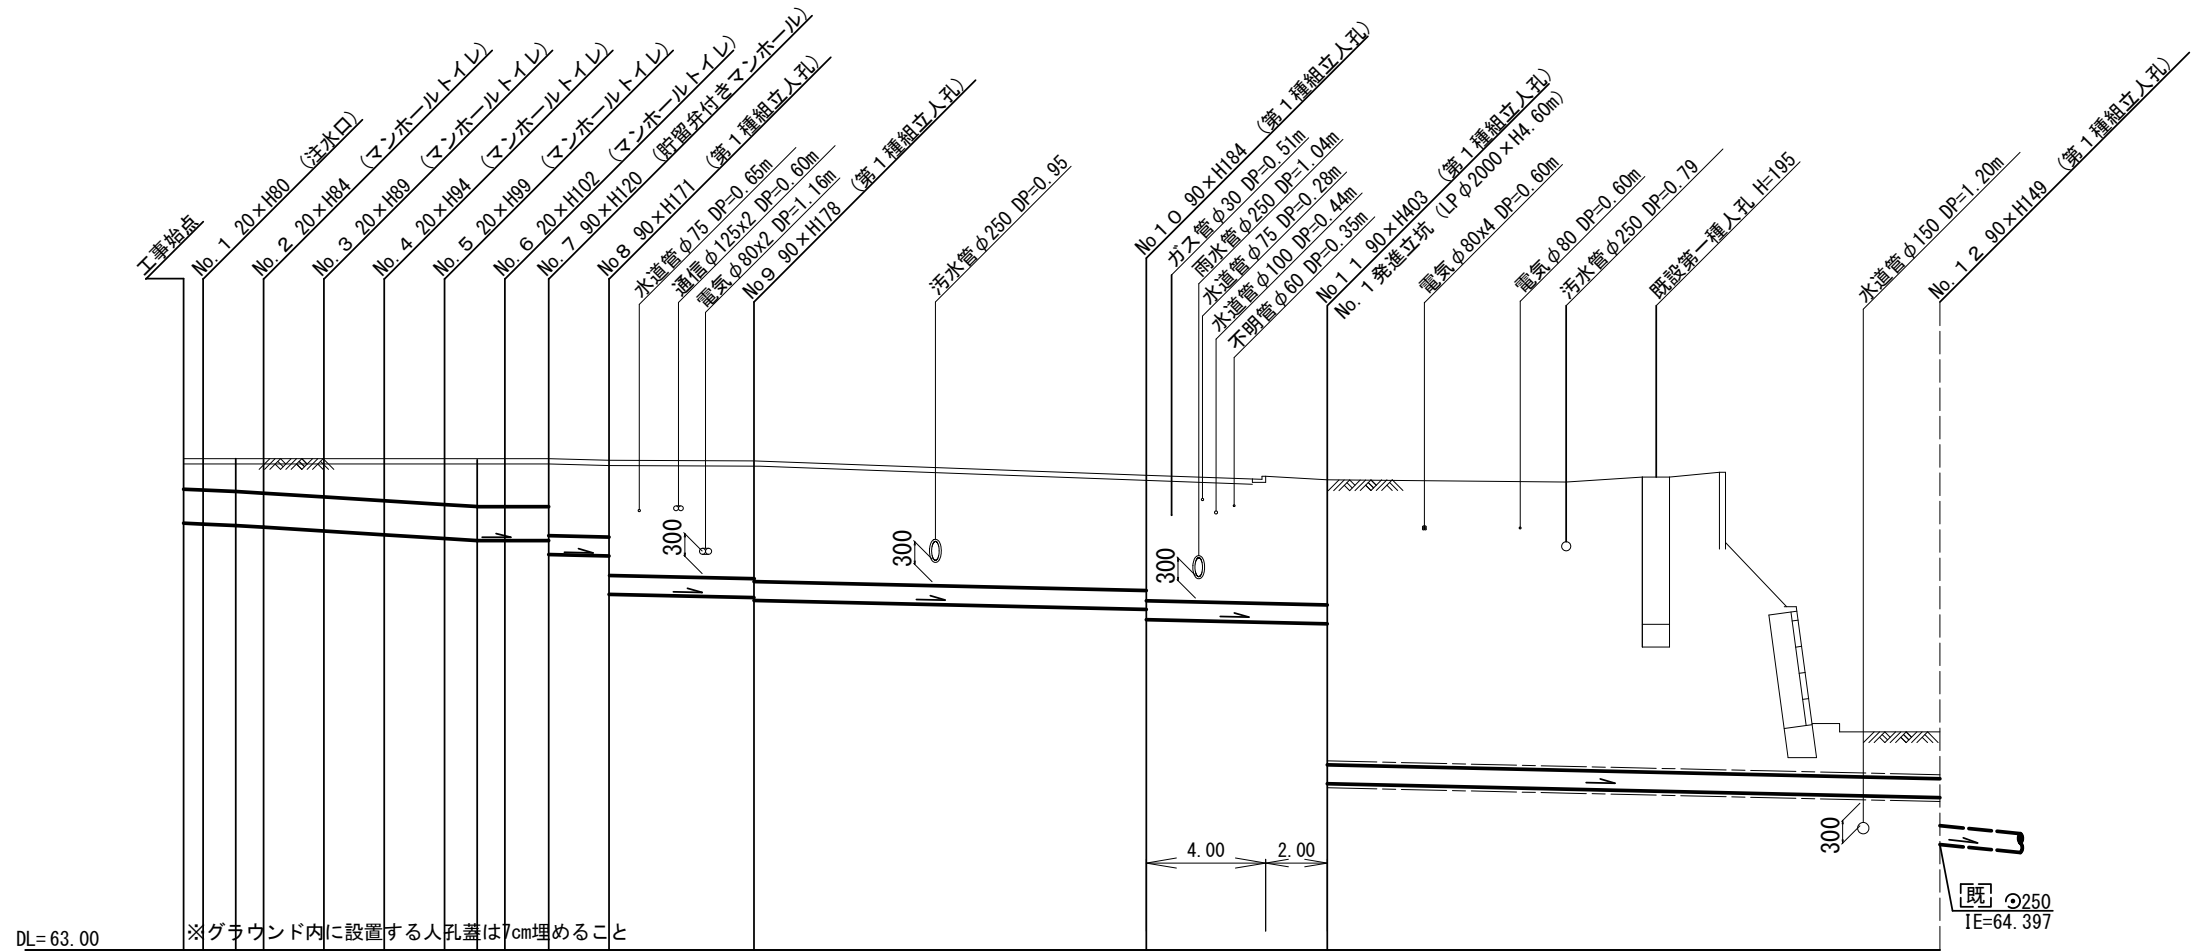 工事始点
No. 1 20×H80 (注水口)
No. 2 20×H84 (マンホールトイレ)
No. 3 20×H89 (マンホールトイレ)
No. 4 20×H94 (マンホールトイレ)
No. 5 20×H99 (マンホールトイレ)
No. 6 20×H102 (マンホールトイレ)
No. 7 90×H120 (貯留弁付きマンホール)
No 8 90×H171 (第1種組立人孔)
水道管φ75 DP=0.65m
通信φ125x2 DP=0.60m
電気φ80x2 DP=1.16m
No 9 90×H178 (第1種組立人孔)
汚水管φ250 DP=0.95
No 10 90×H184 (第1種組立人孔)
ガス管φ30 DP=0.51m
雨水管φ250 DP=1.04m
水道管φ75 DP=0.28m
水道管φ100 DP=0.44m
不明管φ60 DP=0.35m
No 11 90×H403 (第1種組立人孔)
No. 1発進立坑 (LPφ2000×H4.60m)
電気φ80x4 DP=0.60m
電気φ80 DP=0.60m
汚水管φ250 DP=0.79
既設第一種人孔 H=195
水道管φ150 DP=1.20m
No. 12 90×H149 (第1種組立人孔)
300
300
300
300
4.00
2.00
既 ⊙250
IE=64.397
※グラウンド内に設置する人孔蓋は7cm埋めること
DL=63.00